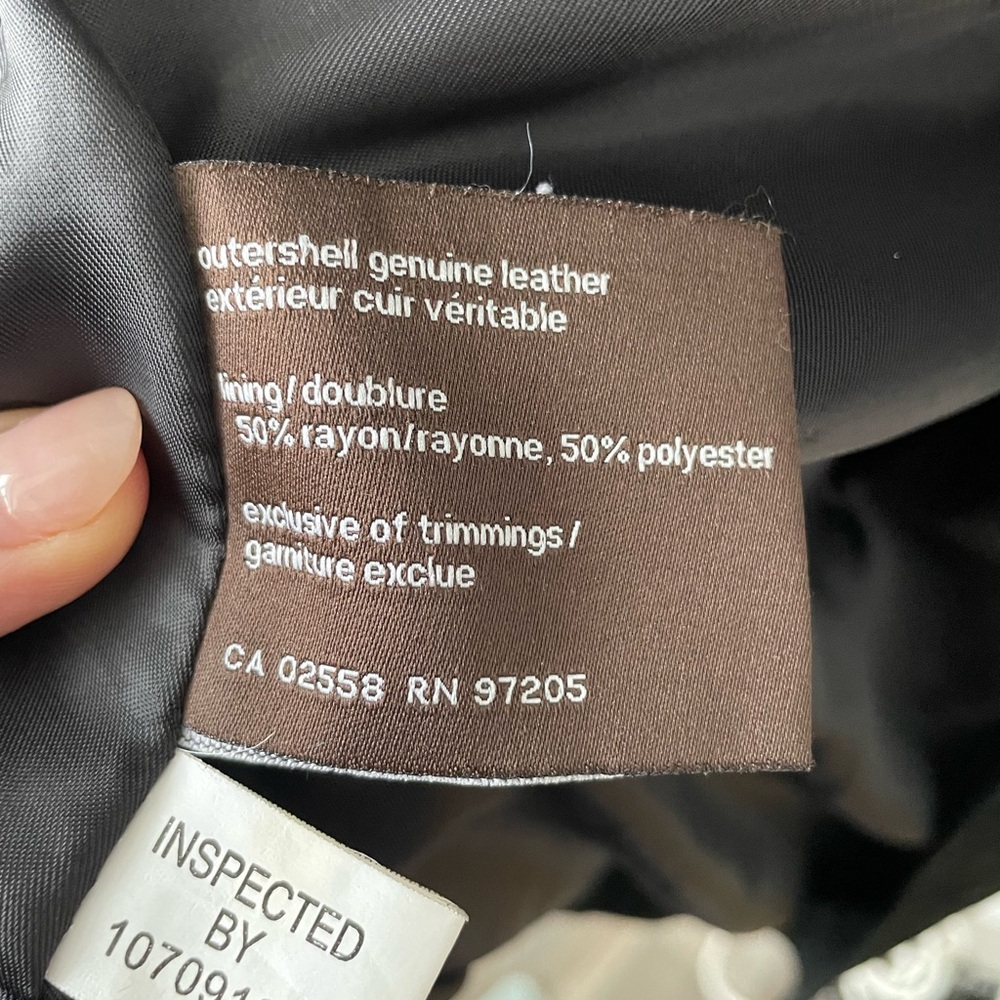 outershell genuine leather
extérieur cuir véritable
lining/doublure
50% rayon/rayonne, 50% polyester
exclusive of trimmings/
garniture exclue
CA 02558 RN 97205
INSPECTED
BY